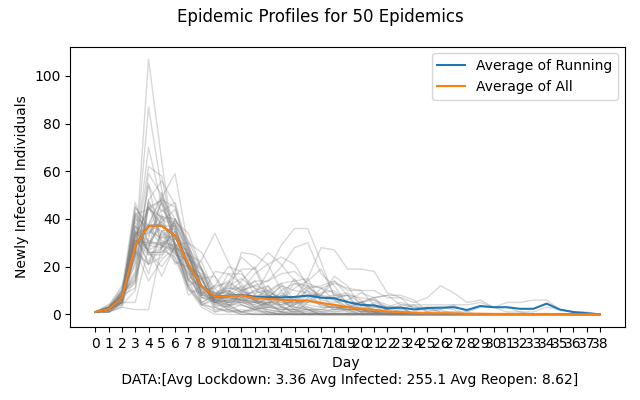 Epidemic Profiles for 50 Epidemics
Average of Running
Average of All
Newly Infected Individuals
100
80
60
40
20
0
0 1 2 3 4 5 6 7 8 9 10 11 12 13 14 15 16 17 18 19 20 21 22 23 24 25 26 27 28 29 30 31 32 33 34 35 36 37 38
Day
DATA:[Avg Lockdown: 3.36 Avg Infected: 255.1 Avg Reopen: 8.62]